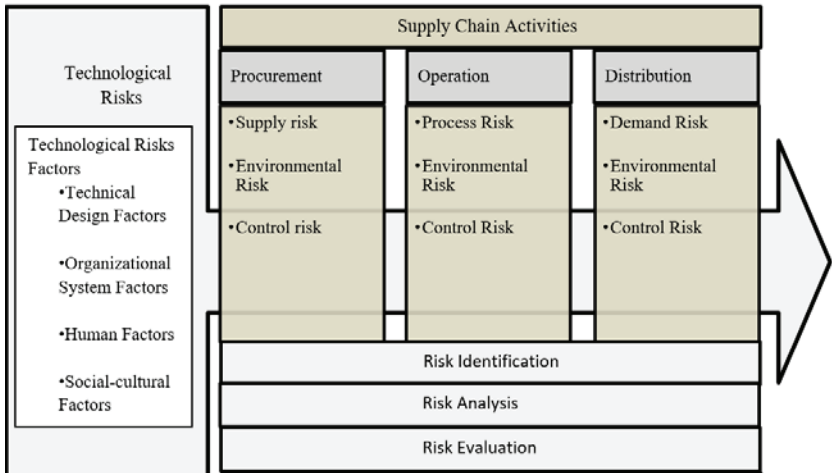 Technological
Risks
Technological Risks
Factors
•Technical
Design Factors
•Organizational
System Factors
•Human Factors
•Social-cultural
Factors
Supply Chain Activities
Procurement
•Supply risk
•Environmental
Risk
•Control risk
Operation
•Process Risk
•Environmental
Risk
•Control Risk
Distribution
•Demand Risk
•Environmental
Risk
•Control Risk
Risk Identification
Risk Analysis
Risk Evaluation